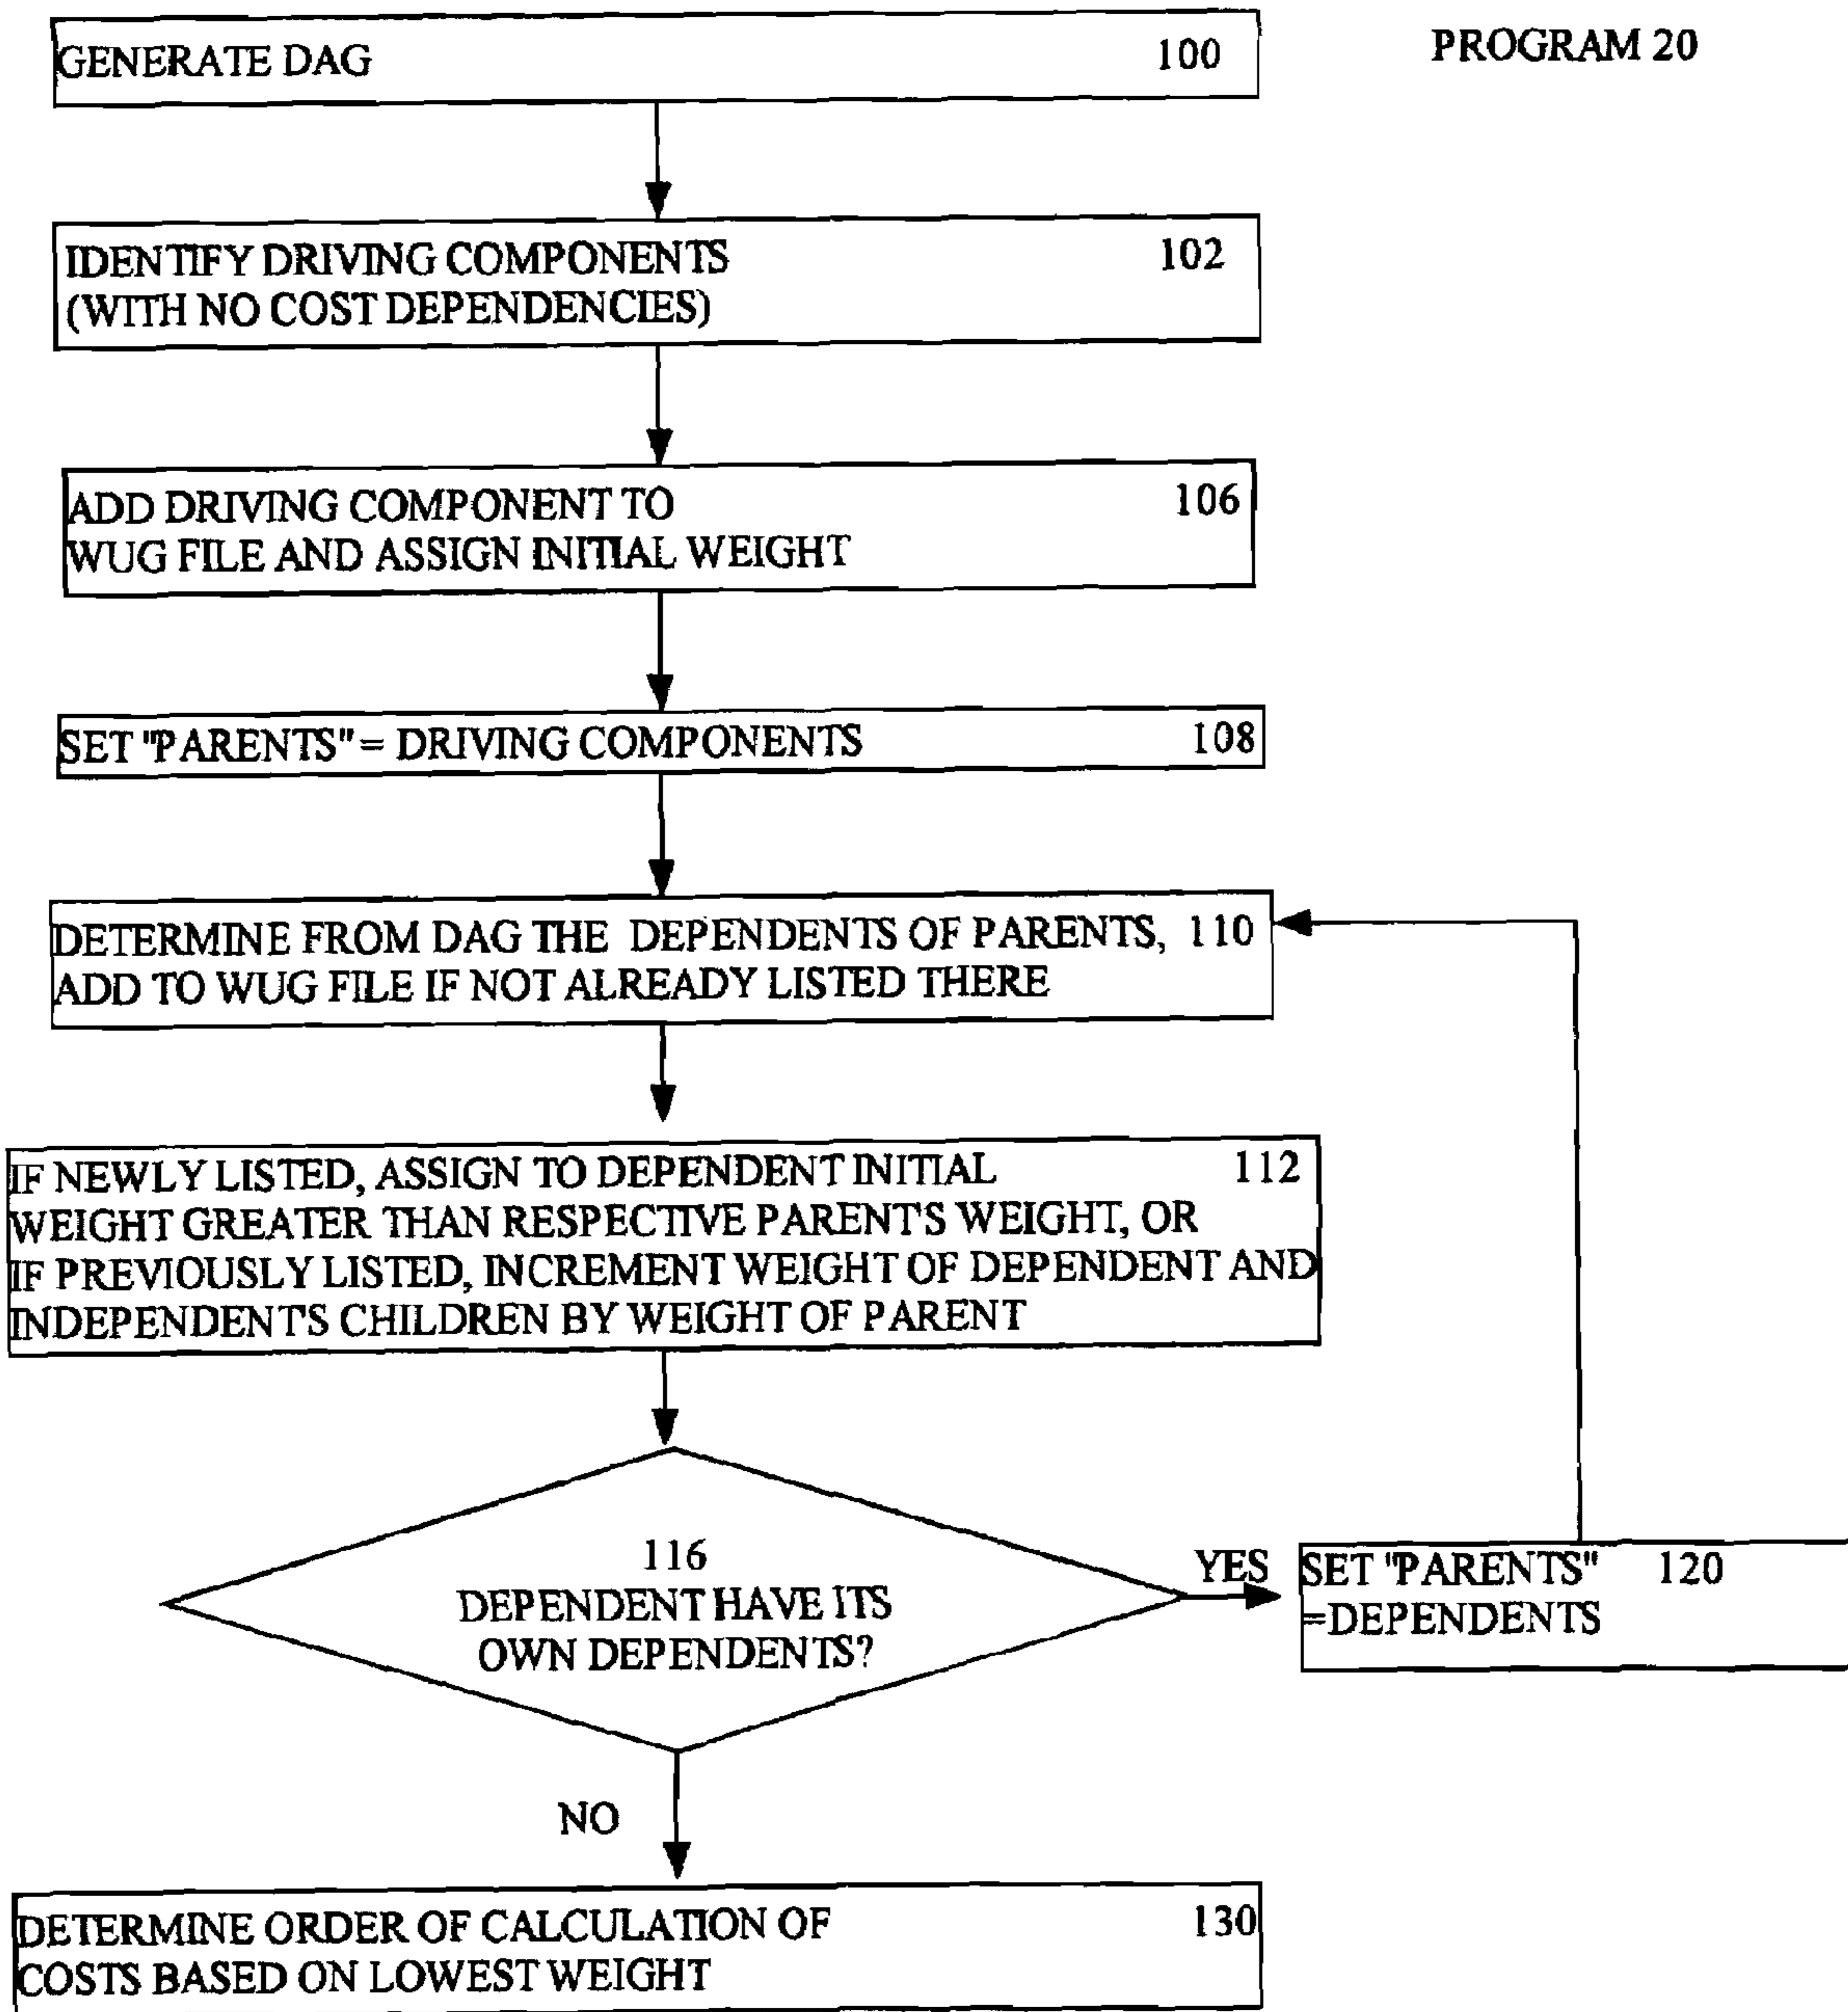 GENERATE DAG 100
PROGRAM 20
IDENTIFY DRIVING COMPONENTS 102
(WITH NO COST DEPENDENCIES)
ADD DRIVING COMPONENT TO 106
WUG FILE AND ASSIGN INITIAL WEIGHT
SET "PARENTS" = DRIVING COMPONENTS 108
DETERMINE FROM DAG THE DEPENDENTS OF PARENTS, 110
ADD TO WUG FILE IF NOT ALREADY LISTED THERE
IF NEWLY LISTED, ASSIGN TO DEPENDENT INITIAL 112
WEIGHT GREATER THAN RESPECTIVE PARENT'S WEIGHT, OR
IF PREVIOUSLY LISTED, INCREMENT WEIGHT OF DEPENDENT AND
INDEPENDENT'S CHILDREN BY WEIGHT OF PARENT
116
DEPENDENT HAVE ITS
OWN DEPENDENTS?
YES
SET "PARENTS" 120
=DEPENDENTS
NO
DETERMINE ORDER OF CALCULATION OF 130
COSTS BASED ON LOWEST WEIGHT